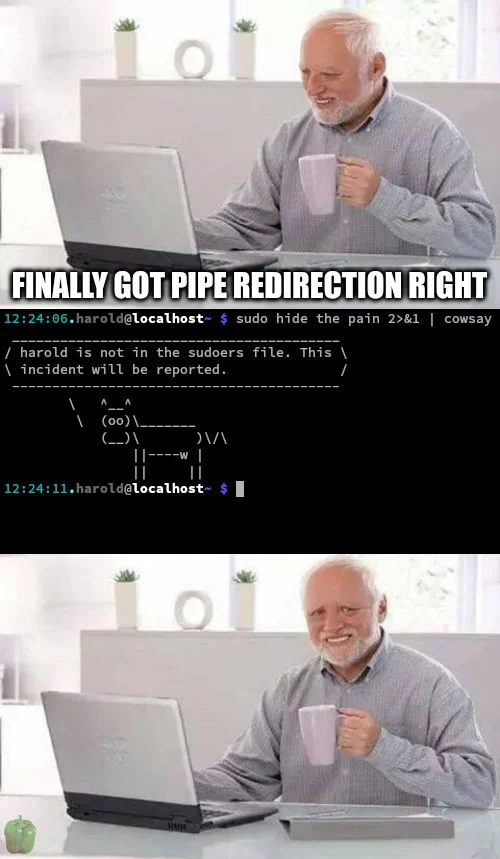 FINALLY GOT PIPE REDIRECTION RIGHT
12:24:06.harold@localhost~ $ sudo hide the pain 2>&1 | cowsay
 _________________________________________
/ harold is not in the sudoers file. This \
\ incident will be reported.              /
 -----------------------------------------
        \   ^__^
         \  (oo)\_______
            (__)\       )\/\
                ||----w |
                ||     ||
12:24:11.harold@localhost~ $